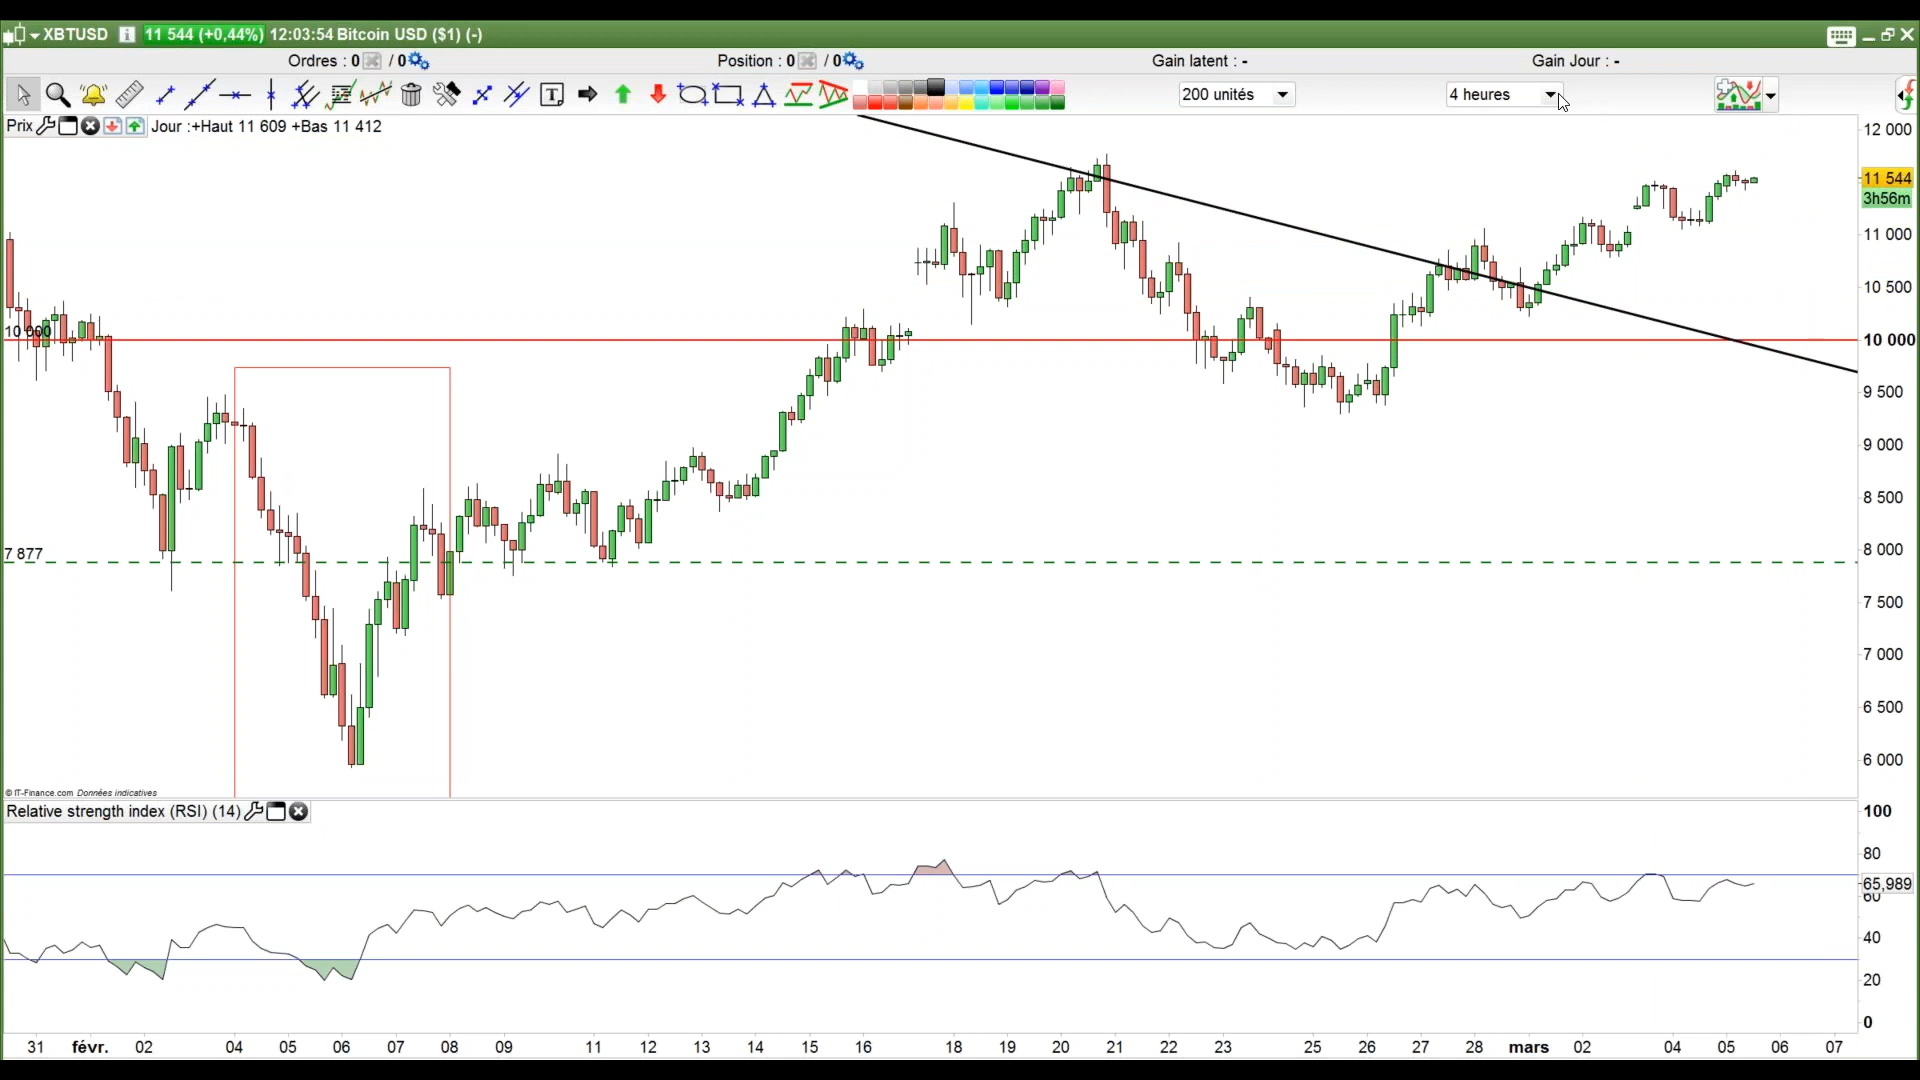 XBTUSD 11 544 (+0,44%) 12:03:54 Bitcoin USD ($1) (-)
Ordres : 0 / 0 Position : 0 / 0 Gain latent : - Gain Jour : -
200 unités 4 heures
Prix Jour :+Haut 11 609 +Bas 11 412
12 000
11 544
3h56m
11 000
10 500
10 000
10 000
9 500
9 000
8 500
7 877
8 000
7 500
7 000
6 500
6 000
© IT-Finance.com Données indicatives
Relative strength index (RSI) (14)
100
80
65,989
60
40
20
0
31 févr. 02 04 05 06 07 08 09 11 12 13 14 15 16 18 19 20 21 22 23 25 26 27 28 mars 02 04 05 06 07